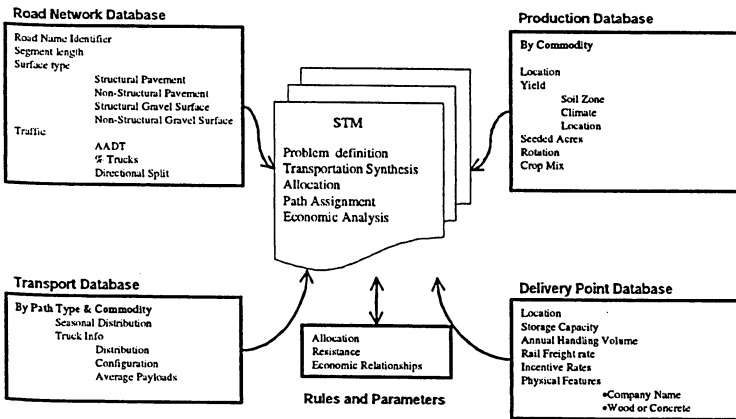 Road Network Database
Road Name Identifier
Segment length
Surface type
Structural Pavement
Non-Structural Pavement
Structural Gravel Surface
Non-Structural Gravel Surface
Traffic
AADT
% Trucks
Directional Split
Production Database
By Commodity
Location
Yield
Soil Zone
Climate
Location
Seeded Acres
Rotation
Crop Mix
STM
Problem definition
Transportation Synthesis
Allocation
Path Assignment
Economic Analysis
Transport Database
By Path Type & Commodity
Seasonal Distribution
Truck Info
Distribution
Configuration
Average Payloads
Allocation
Resistance
Economic Relationships
Rules and Parameters
Delivery Point Database
Location
Storage Capacity
Annual Handling Volume
Rail Freight rate
Incentive Rates
Physical Features
•Company Name
•Wood or Concrete